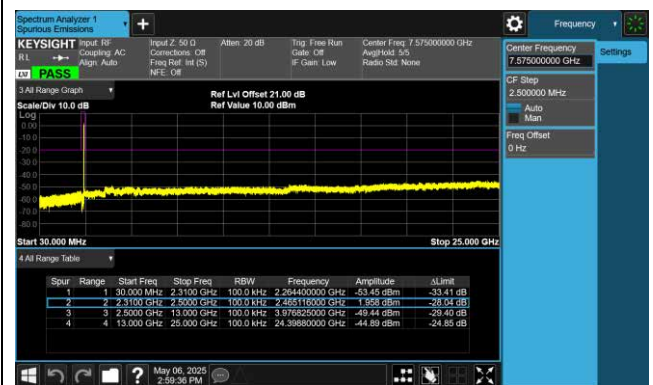 Spectrum Analyzer 1
Spurious Emissions
Frequency
KEYSIGHT Input: RF Input Z: 50 Ω Atten: 20 dB Trig: Free Run Center Freq: 7.575000000 GHz
RL Coupling: AC Corrections: Off Gate: Off Avg|Hold: 5/5
Align: Auto Freq Ref: Int (S) IF Gain: Low Radio Std: None
PASS NFE: Off
Center Frequency
7.575000000 GHz
Settings
CF Step
2.500000 MHz
Auto
Man
Freq Offset
0 Hz
3 All Range Graph
Ref Lvl Offset 21.00 dB
Scale/Div 10.0 dB Ref Value 10.00 dBm
Log
0.00
-10.0
-20.0
-30.0
-40.0
-50.0
-60.0
-70.0
-80.0
Start 30.000 MHz Stop 25.000 GHz
4 All Range Table
Spur Range Start Freq Stop Freq RBW Frequency Amplitude ΔLimit
1 1 30.000 MHz 2.3100 GHz 100.0 kHz 2.264400000 GHz -53.45 dBm -33.41 dB
2 2 2.3100 GHz 2.5000 GHz 100.0 kHz 2.465116000 GHz 1.958 dBm -28.04 dB
3 3 2.5000 GHz 13.000 GHz 100.0 kHz 3.976825000 GHz -49.44 dBm -29.40 dB
4 4 13.000 GHz 25.000 GHz 100.0 kHz 24.39880000 GHz -44.89 dBm -24.85 dB
May 06, 2025
2:59:36 PM